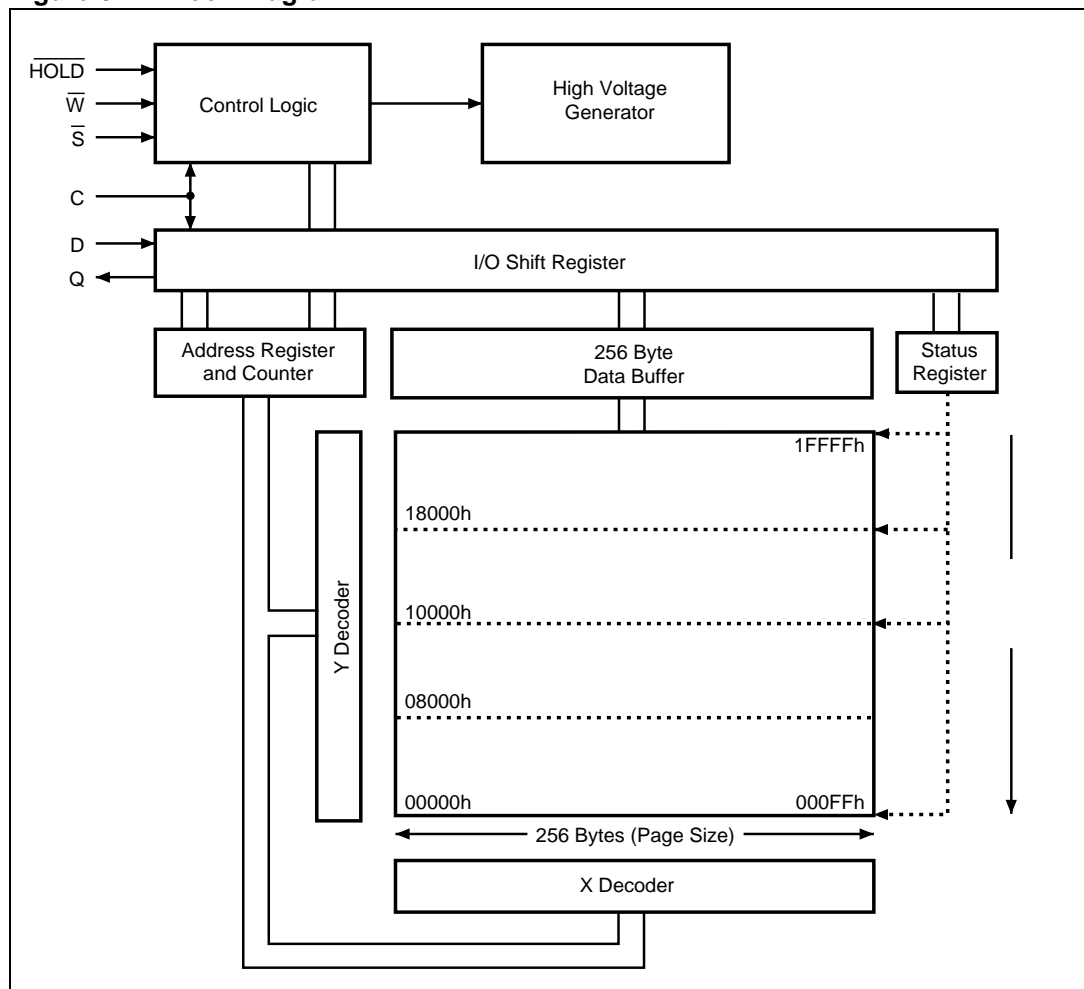 HOLD
W
S
C
D
Q
Control Logic
High Voltage
Generator
I/O Shift Register
Address Register
and Counter
256 Byte
Data Buffer
Status
Register
1FFFFh
18000h
10000h
08000h
00000h
000FFh
Y Decoder
256 Bytes (Page Size)
X Decoder